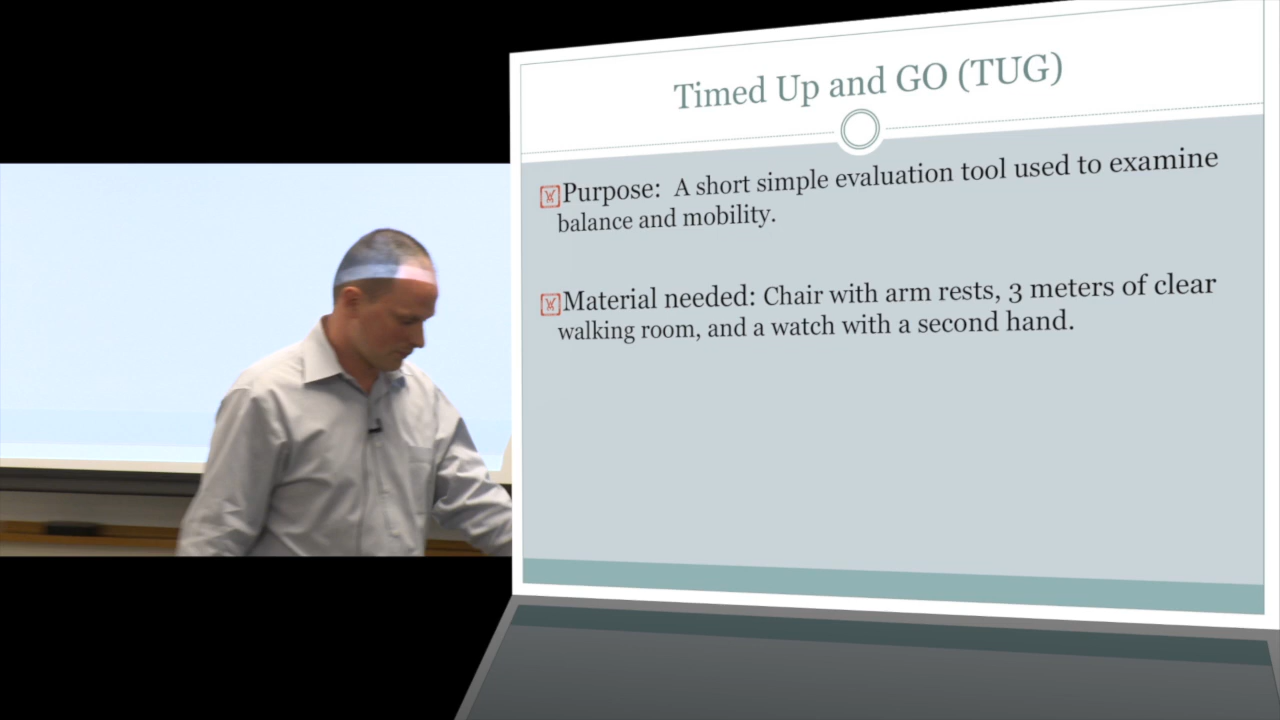 Timed Up and GO (TUG)
Purpose: A short simple evaluation tool used to examine
balance and mobility.
Material needed: Chair with arm rests, 3 meters of clear
walking room, and a watch with a second hand.